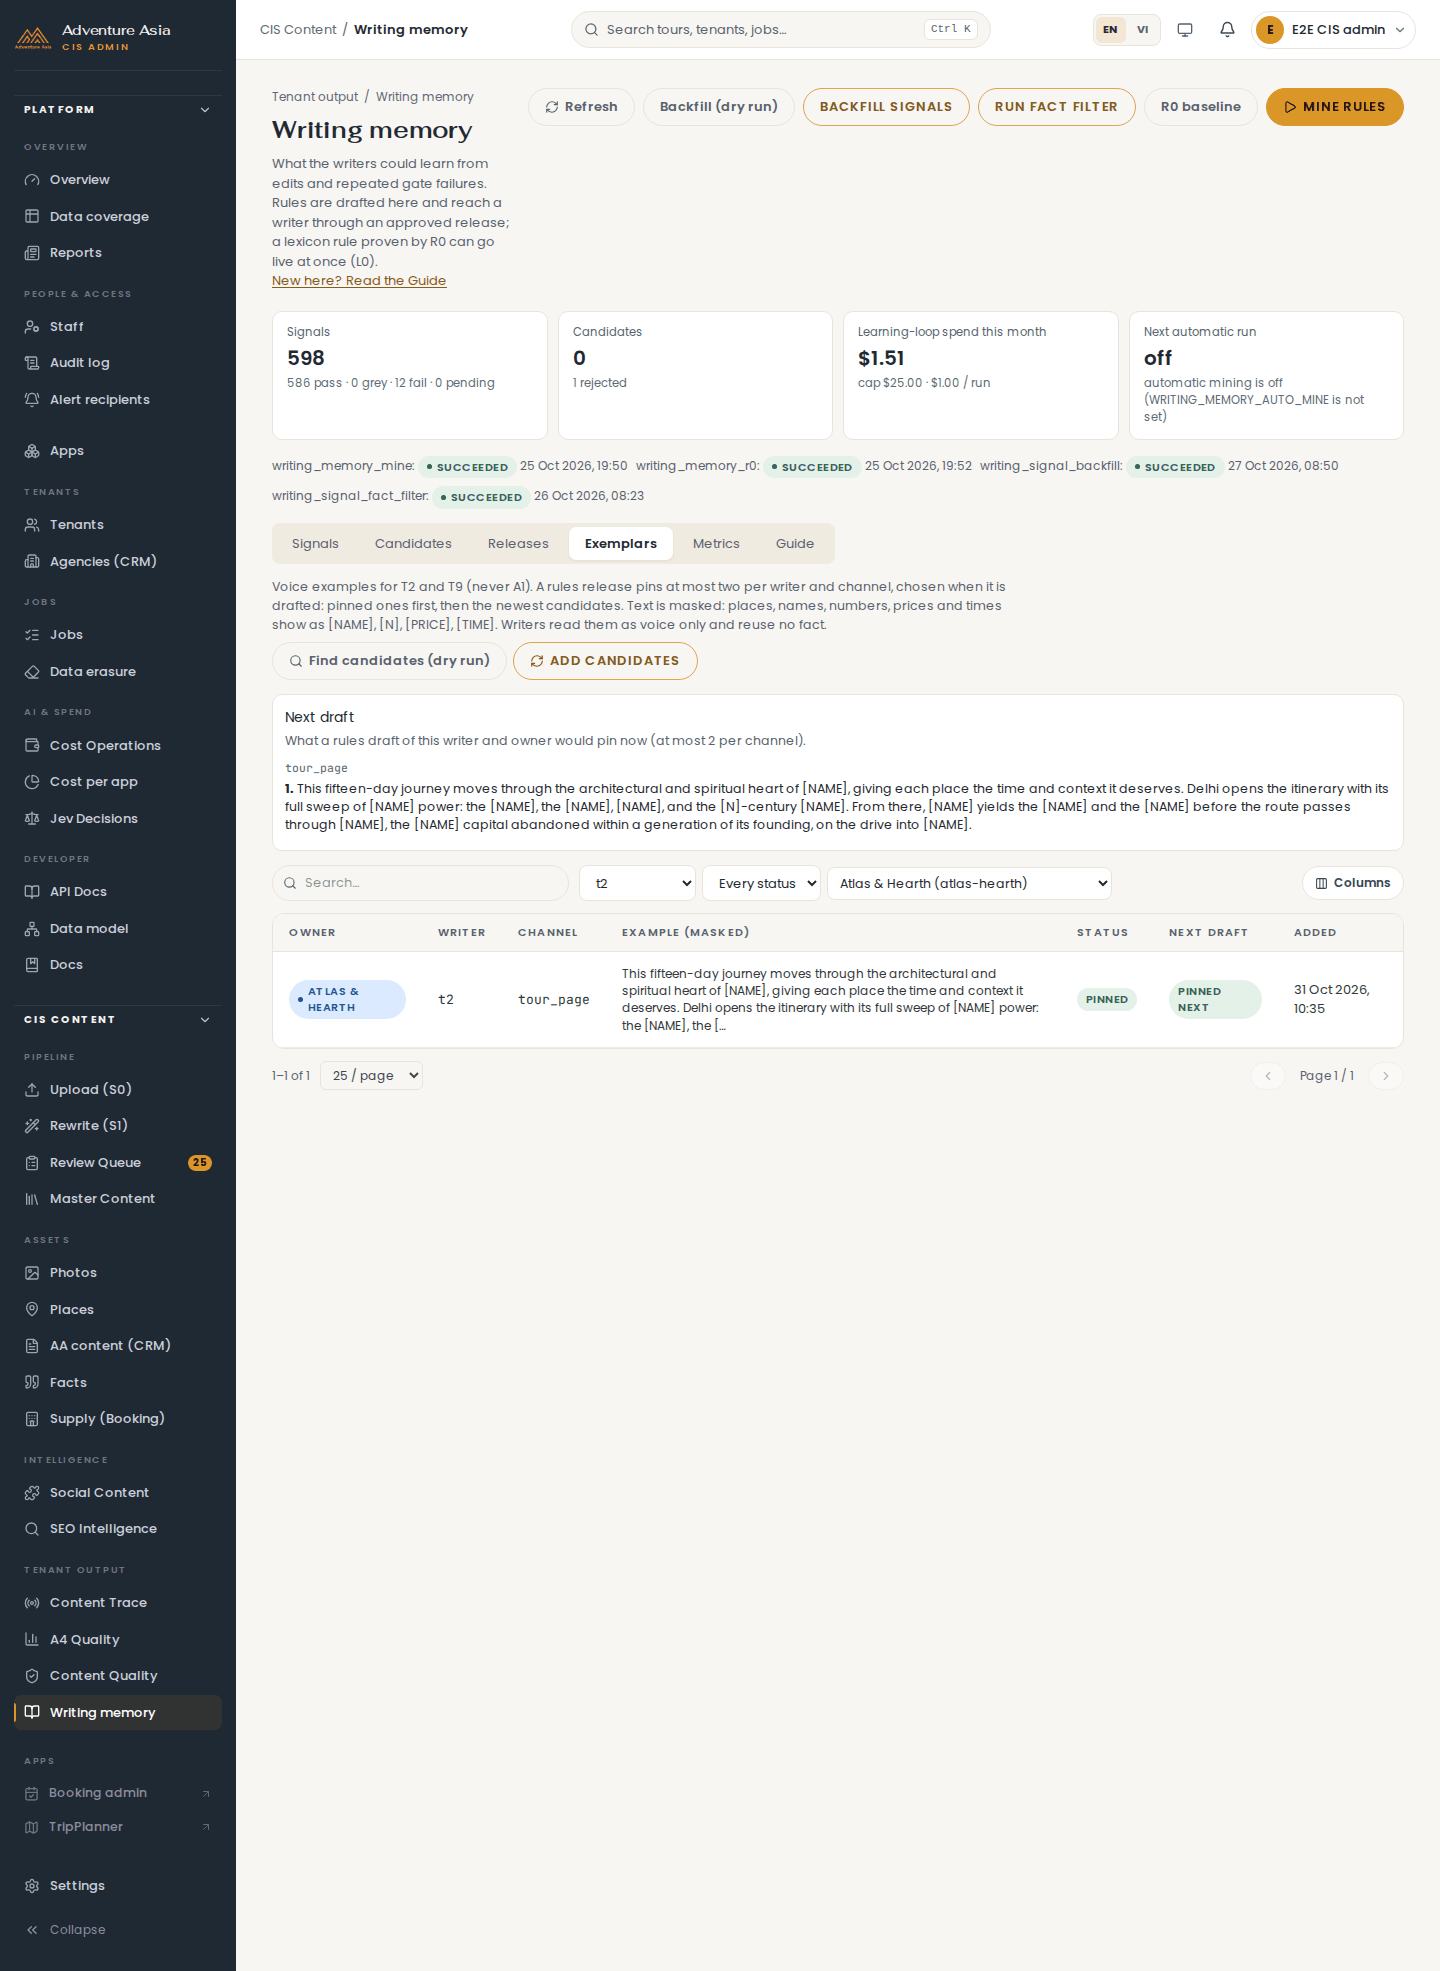 Adventure Asia
CIS ADMIN
Adventure Asia
PLATFORM
OVERVIEW
Overview
Data coverage
Reports
PEOPLE & ACCESS
Staff
Audit log
Alert recipients
Apps
TENANTS
Tenants
Agencies (CRM)
JOBS
Jobs
Data erasure
AI & SPEND
Cost Operations
Cost per app
Jev Decisions
DEVELOPER
API Docs
Data model
Docs
CIS CONTENT
PIPELINE
Upload (S0)
Rewrite (S1)
Review Queue 25
Master Content
ASSETS
Photos
Places
AA content (CRM)
Facts
Supply (Booking)
INTELLIGENCE
Social Content
SEO Intelligence
TENANT OUTPUT
Content Trace
A4 Quality
Content Quality
Writing memory
APPS
Booking admin
TripPlanner
Settings
Collapse
CIS Content / Writing memory
Search tours, tenants, jobs... Ctrl K
EN VI
E E2E CIS admin
Tenant output / Writing memory
Writing memory
What the writers could learn from
edits and repeated gate failures.
Rules are drafted here and reach a
writer through an approved release;
a lexicon rule proven by R0 can go
live at once (L0).
New here? Read the Guide
Refresh Backfill (dry run) BACKFILL SIGNALS RUN FACT FILTER R0 baseline MINE RULES
Signals
598
586 pass · 0 grey · 12 fail · 0 pending
Candidates
0
1 rejected
Learning-loop spend this month
$1.51
cap $25.00 · $1.00 / run
Next automatic run
off
automatic mining is off
(WRITING_MEMORY_AUTO_MINE is not
set)
writing_memory_mine: SUCCEEDED 25 Oct 2026, 19:50 writing_memory_r0: SUCCEEDED 25 Oct 2026, 19:52 writing_signal_backfill: SUCCEEDED 27 Oct 2026, 08:50
writing_signal_fact_filter: SUCCEEDED 26 Oct 2026, 08:23
Signals Candidates Releases Exemplars Metrics Guide
Voice examples for T2 and T9 (never A1). A rules release pins at most two per writer and channel, chosen when it is
drafted: pinned ones first, then the newest candidates. Text is masked: places, names, numbers, prices and times
show as [NAME], [N], [PRICE], [TIME]. Writers read them as voice only and reuse no fact.
Find candidates (dry run) ADD CANDIDATES
Next draft
What a rules draft of this writer and owner would pin now (at most 2 per channel).
tour_page
1. This fifteen-day journey moves through the architectural and spiritual heart of [NAME], giving each place the time and context it deserves. Delhi opens the itinerary with its
full sweep of [NAME] power: the [NAME], the [NAME], [NAME], and the [N]-century [NAME]. From there, [NAME] yields the [NAME] and the [NAME] before the route passes
through [NAME], the [NAME] capital abandoned within a generation of its founding, on the drive into [NAME].
Search... t2 Every status Atlas & Hearth (atlas-hearth) Columns
OWNER WRITER CHANNEL EXAMPLE (MASKED) STATUS NEXT DRAFT ADDED
ATLAS &
HEARTH
t2
tour_page
This fifteen-day journey moves through the architectural and
spiritual heart of [NAME], giving each place the time and context it
deserves. Delhi opens the itinerary with its full sweep of [NAME] power:
the [NAME], the [...
PINNED
PINNED
NEXT
31 Oct 2026,
10:35
1–1 of 1 25 / page Page 1 / 1